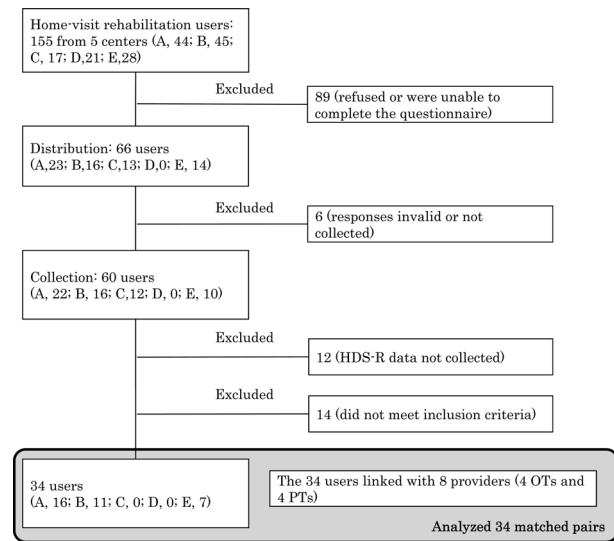 Home-visit rehabilitation users:
155 from 5 centers (A, 44; B, 45;
C, 17; D,21; E,28)
Excluded
89 (refused or were unable to
complete the questionnaire)
Distribution: 66 users
(A,23; B,16; C,13; D,0; E, 14)
Excluded
6 (responses invalid or not
collected)
Collection: 60 users
(A, 22; B, 16; C,12; D, 0; E, 10)
Excluded
12 (HDS-R data not collected)
Excluded
14 (did not meet inclusion criteria)
34 users
(A, 16; B, 11; C, 0; D, 0; E, 7)
The 34 users linked with 8 providers (4 OTs and
4 PTs)
Analyzed 34 matched pairs